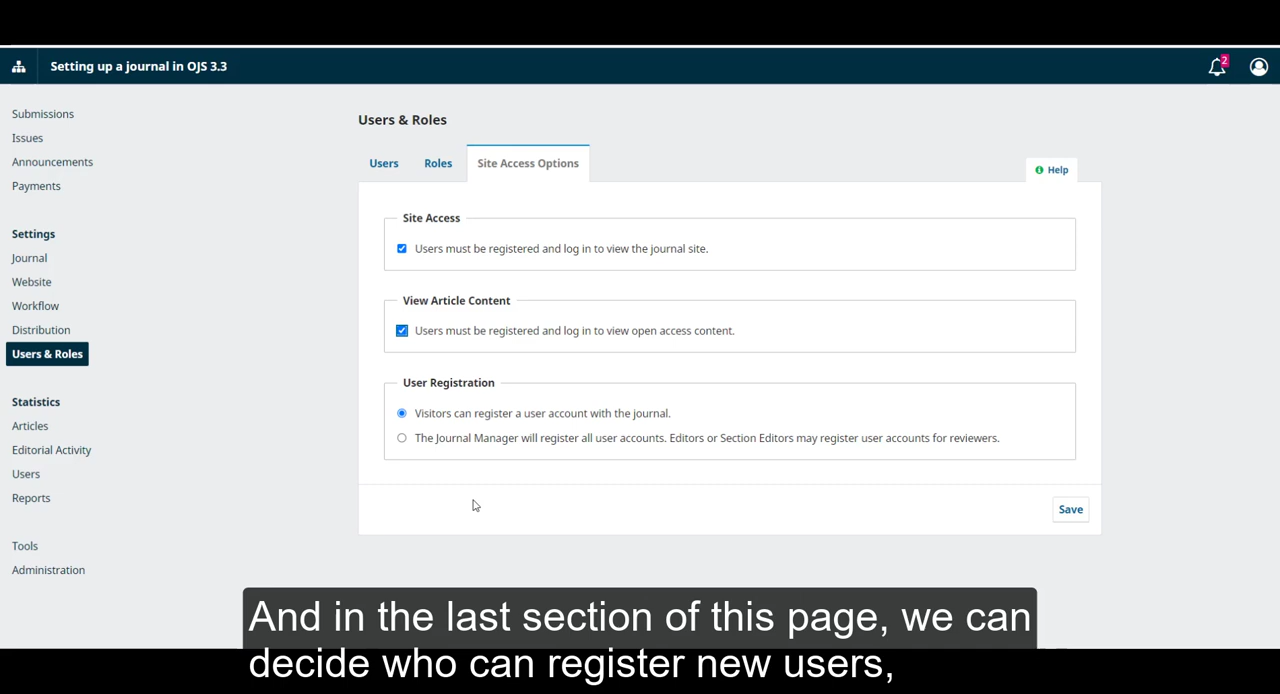 Setting up a journal in OJS 3.3
2
Submissions
Issues
Announcements
Payments
Settings
Journal
Website
Workflow
Distribution
Users & Roles
Statistics
Articles
Editorial Activity
Users
Reports
Tools
Administration
Users & Roles
Users
Roles
Site Access Options
Help
Site Access
Users must be registered and log in to view the journal site.
View Article Content
Users must be registered and log in to view open access content.
User Registration
Visitors can register a user account with the journal.
The Journal Manager will register all user accounts. Editors or Section Editors may register user accounts for reviewers.
Save
And in the last section of this page, we can
decide who can register new users,